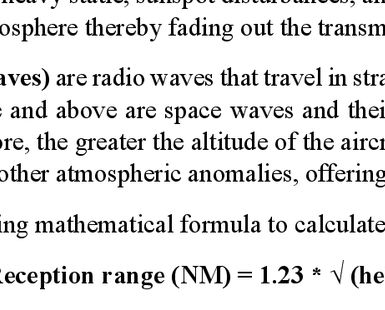 heavy static, sunspot disturbances, an
osphere thereby fading out the transm
aves) are radio waves that travel in stra
e and above are space waves and thei
ore, the greater the altitude of the aircr
other atmospheric anomalies, offering
ing mathematical formula to calculate
Reception range (NM) = 1.23 * √ (he